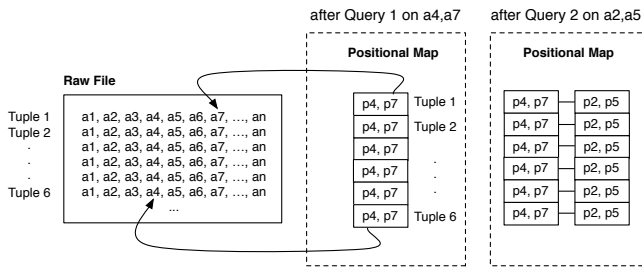 after Query 1 on a4,a7
after Query 2 on a2,a5
Positional Map
Positional Map
Raw File
Tuple 1
Tuple 2
.
.
.
Tuple 6
a1, a2, a3, a4, a5, a6, a7, ..., an
a1, a2, a3, a4, a5, a6, a7, ..., an
a1, a2, a3, a4, a5, a6, a7, ..., an
a1, a2, a3, a4, a5, a6, a7, ..., an
a1, a2, a3, a4, a5, a6, a7, ..., an
a1, a2, a3, a4, a5, a6, a7, ..., an
...
p4, p7 Tuple 1
p4, p7 Tuple 2
p4, p7 .
p4, p7 .
p4, p7 .
p4, p7 Tuple 6
p4, p7 p2, p5
p4, p7 p2, p5
p4, p7 p2, p5
p4, p7 p2, p5
p4, p7 p2, p5
p4, p7 p2, p5